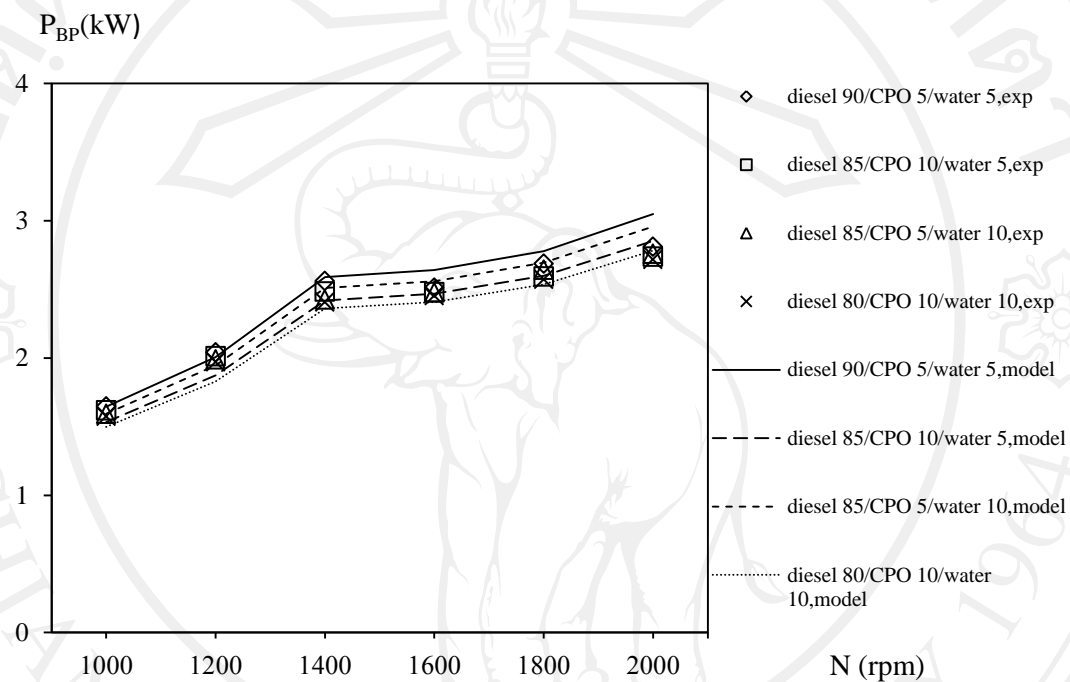 P_BP(kW)
4
3
2
1
0
1000 1200 1400 1600 1800 2000
N (rpm)
diesel 90/CPO 5/water 5,exp
diesel 85/CPO 10/water 5,exp
diesel 85/CPO 5/water 10,exp
diesel 80/CPO 10/water 10,exp
diesel 90/CPO 5/water 5,model
diesel 85/CPO 10/water 5,model
diesel 85/CPO 5/water 10,model
diesel 80/CPO 10/water
10,model
1964